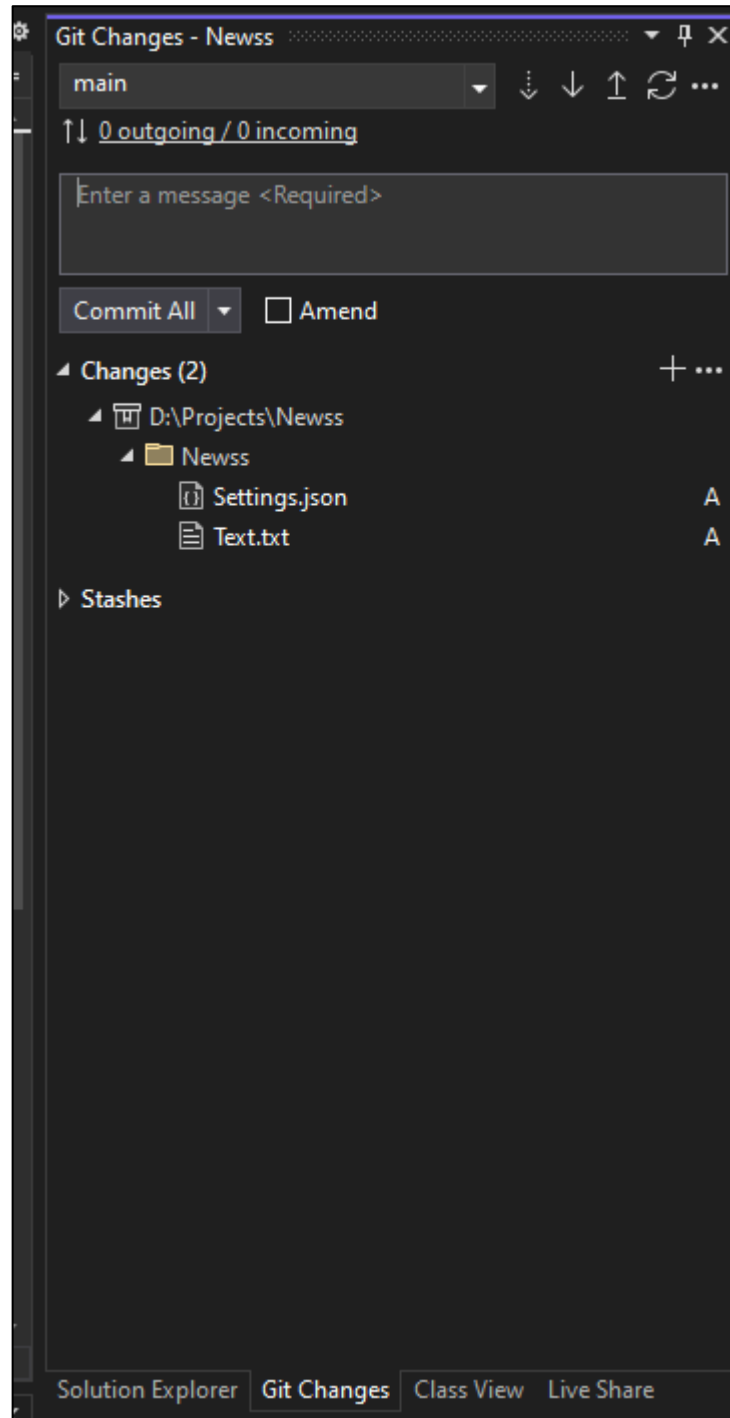 Git Changes - Newss
main
0 outgoing / 0 incoming
Enter a message <Required>
Commit All
Amend
Changes (2)
D:\Projects\Newss
Newss
Settings.json A
Text.txt A
Stashes
Solution Explorer Git Changes Class View Live Share